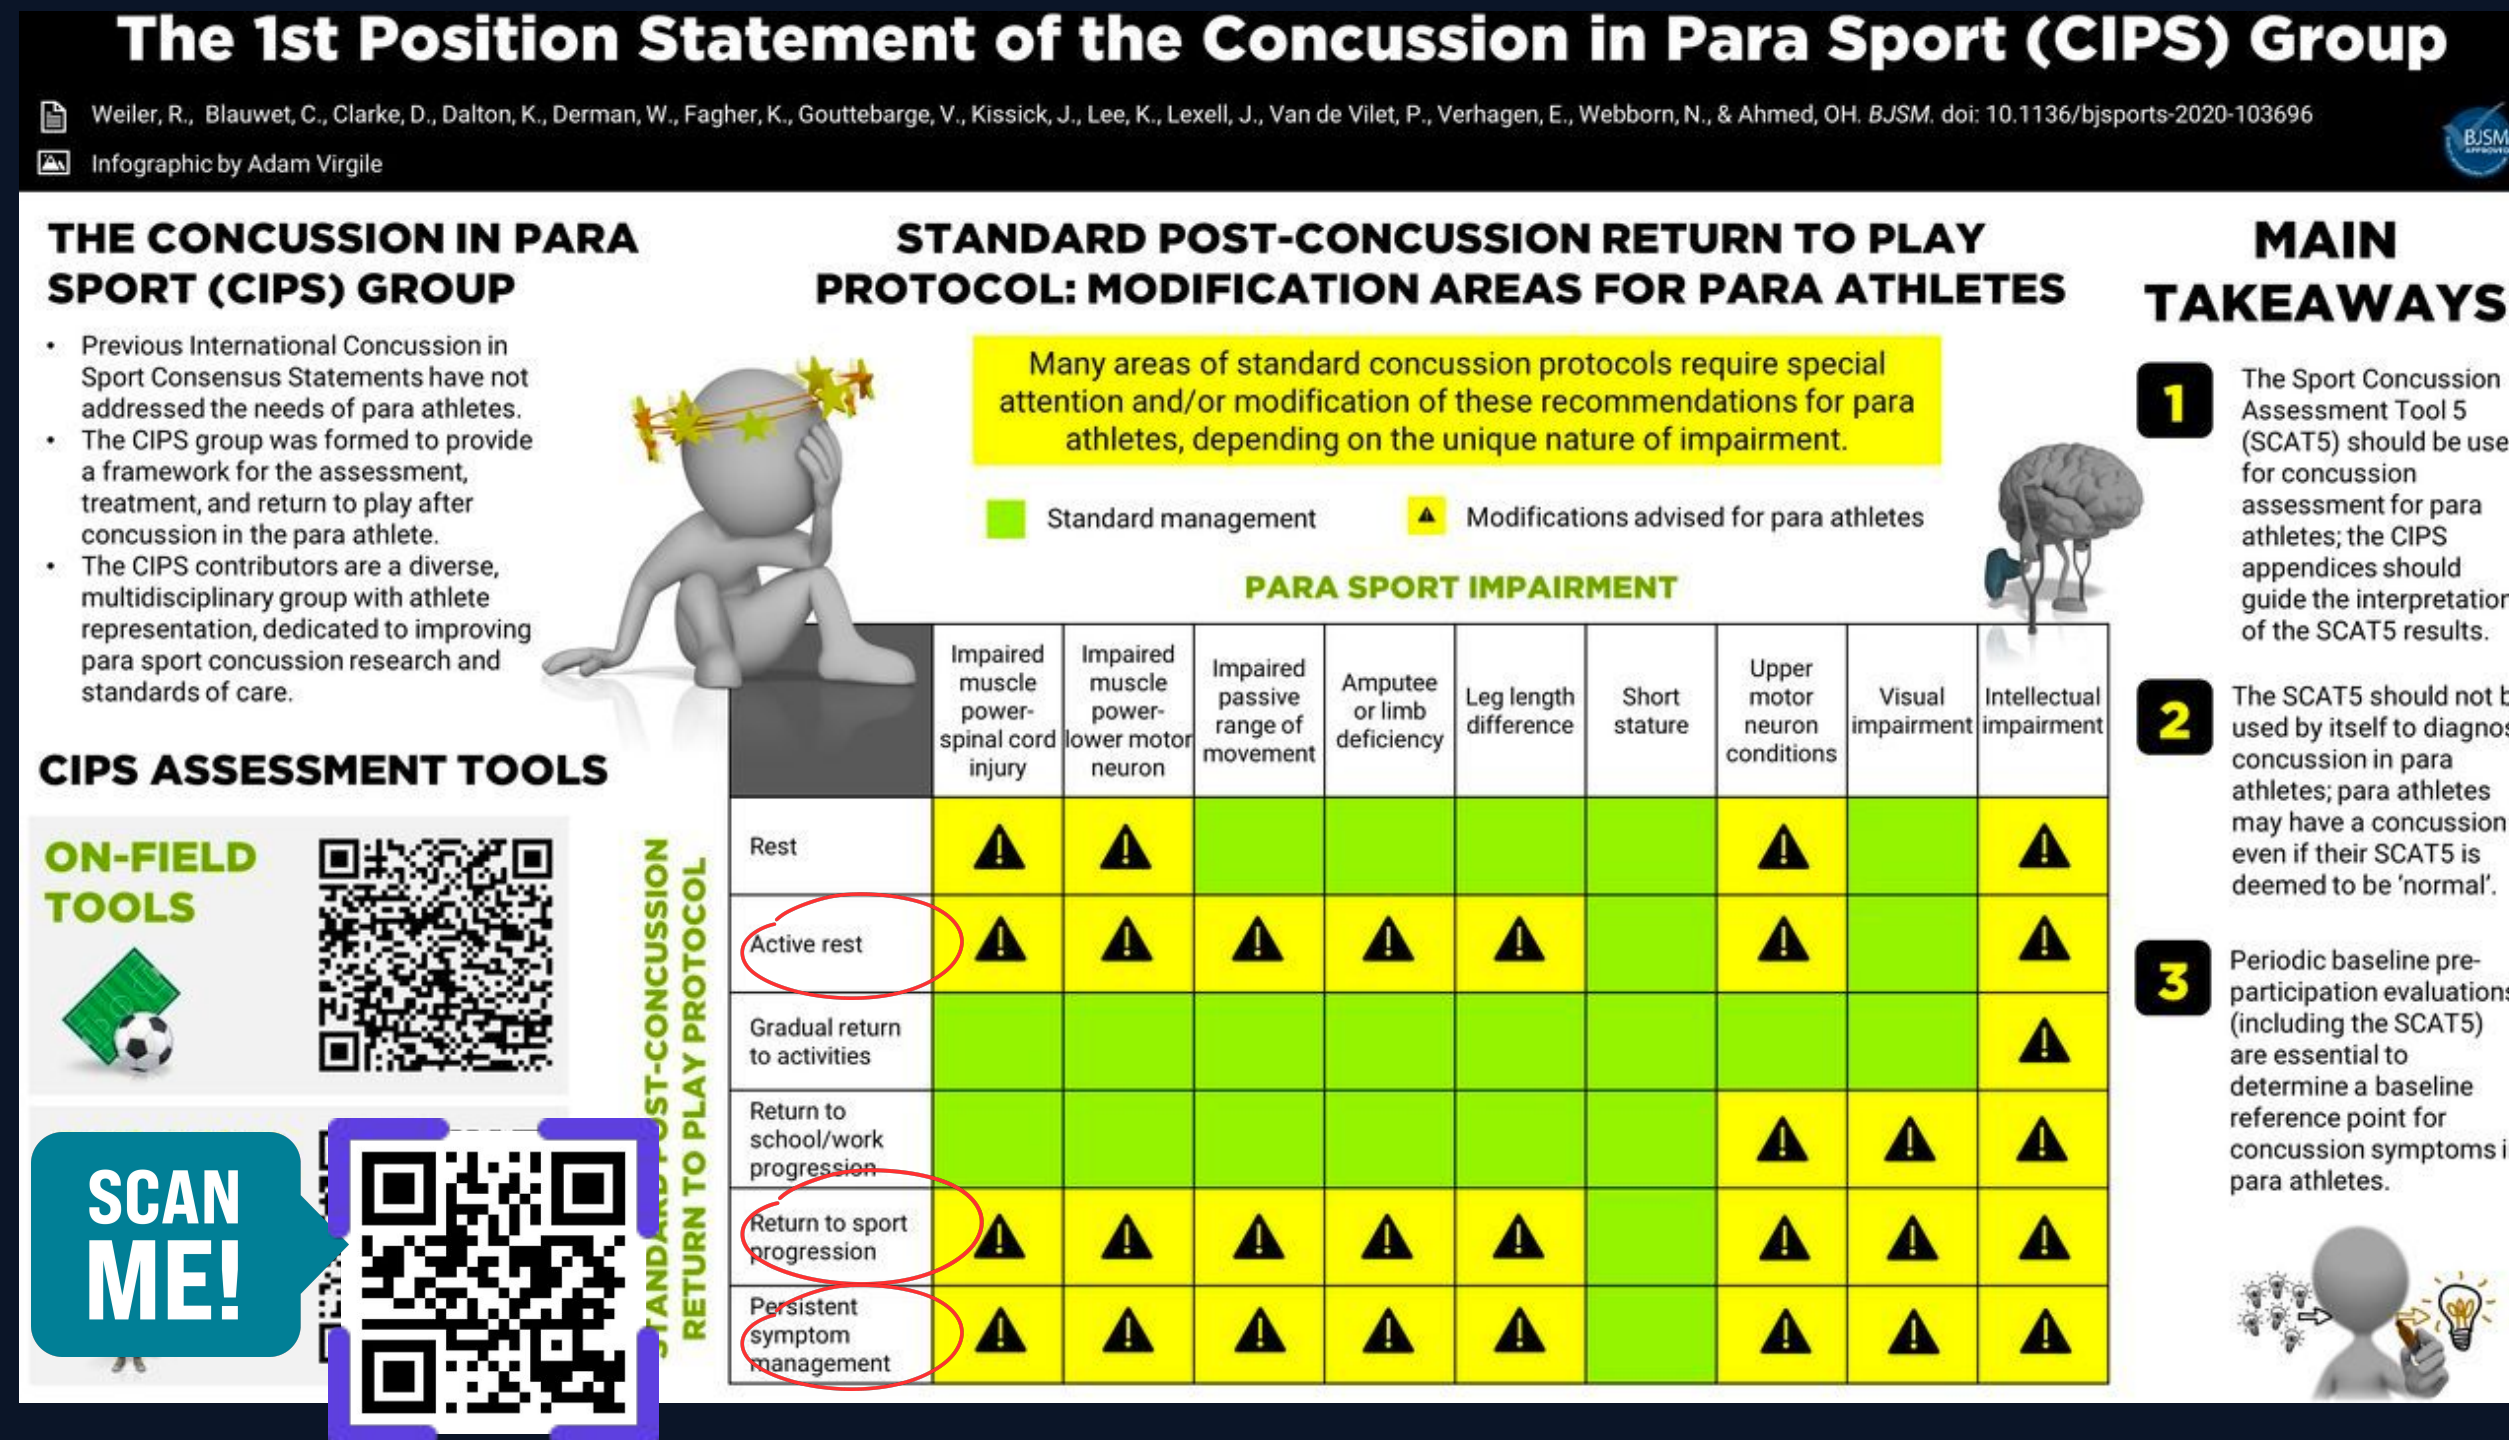 The 1st Position Statement of the Concussion in Para Sport (CIPS) Group
Weiler, R., Blauwet, C., Clarke, D., Dalton, K., Derman, W., Fagher, K., Gouttebarge, V., Kissick, J., Lee, K., Lexell, J., Van de Vilet, P., Verhagen, E., Webborn, N., & Ahmed, OH. BJSM. doi: 10.1136/bjsports-2020-103696
Infographic by Adam Virgile
BJSM
APPROVED
THE CONCUSSION IN PARA
SPORT (CIPS) GROUP
• Previous International Concussion in
Sport Consensus Statements have not
addressed the needs of para athletes.
• The CIPS group was formed to provide
a framework for the assessment,
treatment, and return to play after
concussion in the para athlete.
• The CIPS contributors are a diverse,
multidisciplinary group with athlete
representation, dedicated to improving
para sport concussion research and
standards of care.
CIPS ASSESSMENT TOOLS
ON-FIELD
TOOLS
SCAN
ME!
STANDARD POST-CONCUSSION RETURN TO PLAY
PROTOCOL: MODIFICATION AREAS FOR PARA ATHLETES
Many areas of standard concussion protocols require special
attention and/or modification of these recommendations for para
athletes, depending on the unique nature of impairment.
Standard management
Modifications advised for para athletes
PARA SPORT IMPAIRMENT
Impaired
muscle
power-
spinal cord
injury
Impaired
muscle
power-
lower motor
neuron
Impaired
passive
range of
movement
Amputee
or limb
deficiency
Leg length
difference
Short
stature
Upper
motor
neuron
conditions
Visual
impairment
Intellectual
impairment
STANDARD POST-CONCUSSION
RETURN TO PLAY PROTOCOL
Rest
Active rest
Gradual return
to activities
Return to
school/work
progression
Return to sport
progression
Persistent
symptom
management
MAIN
TAKEAWAYS
1
The Sport Concussion
Assessment Tool 5
(SCAT5) should be use
for concussion
assessment for para
athletes; the CIPS
appendices should
guide the interpretation
of the SCAT5 results.
2
The SCAT5 should not b
used by itself to diagnos
concussion in para
athletes; para athletes
may have a concussion
even if their SCAT5 is
deemed to be 'normal'.
3
Periodic baseline pre-
participation evaluations
(including the SCAT5)
are essential to
determine a baseline
reference point for
concussion symptoms i
para athletes.